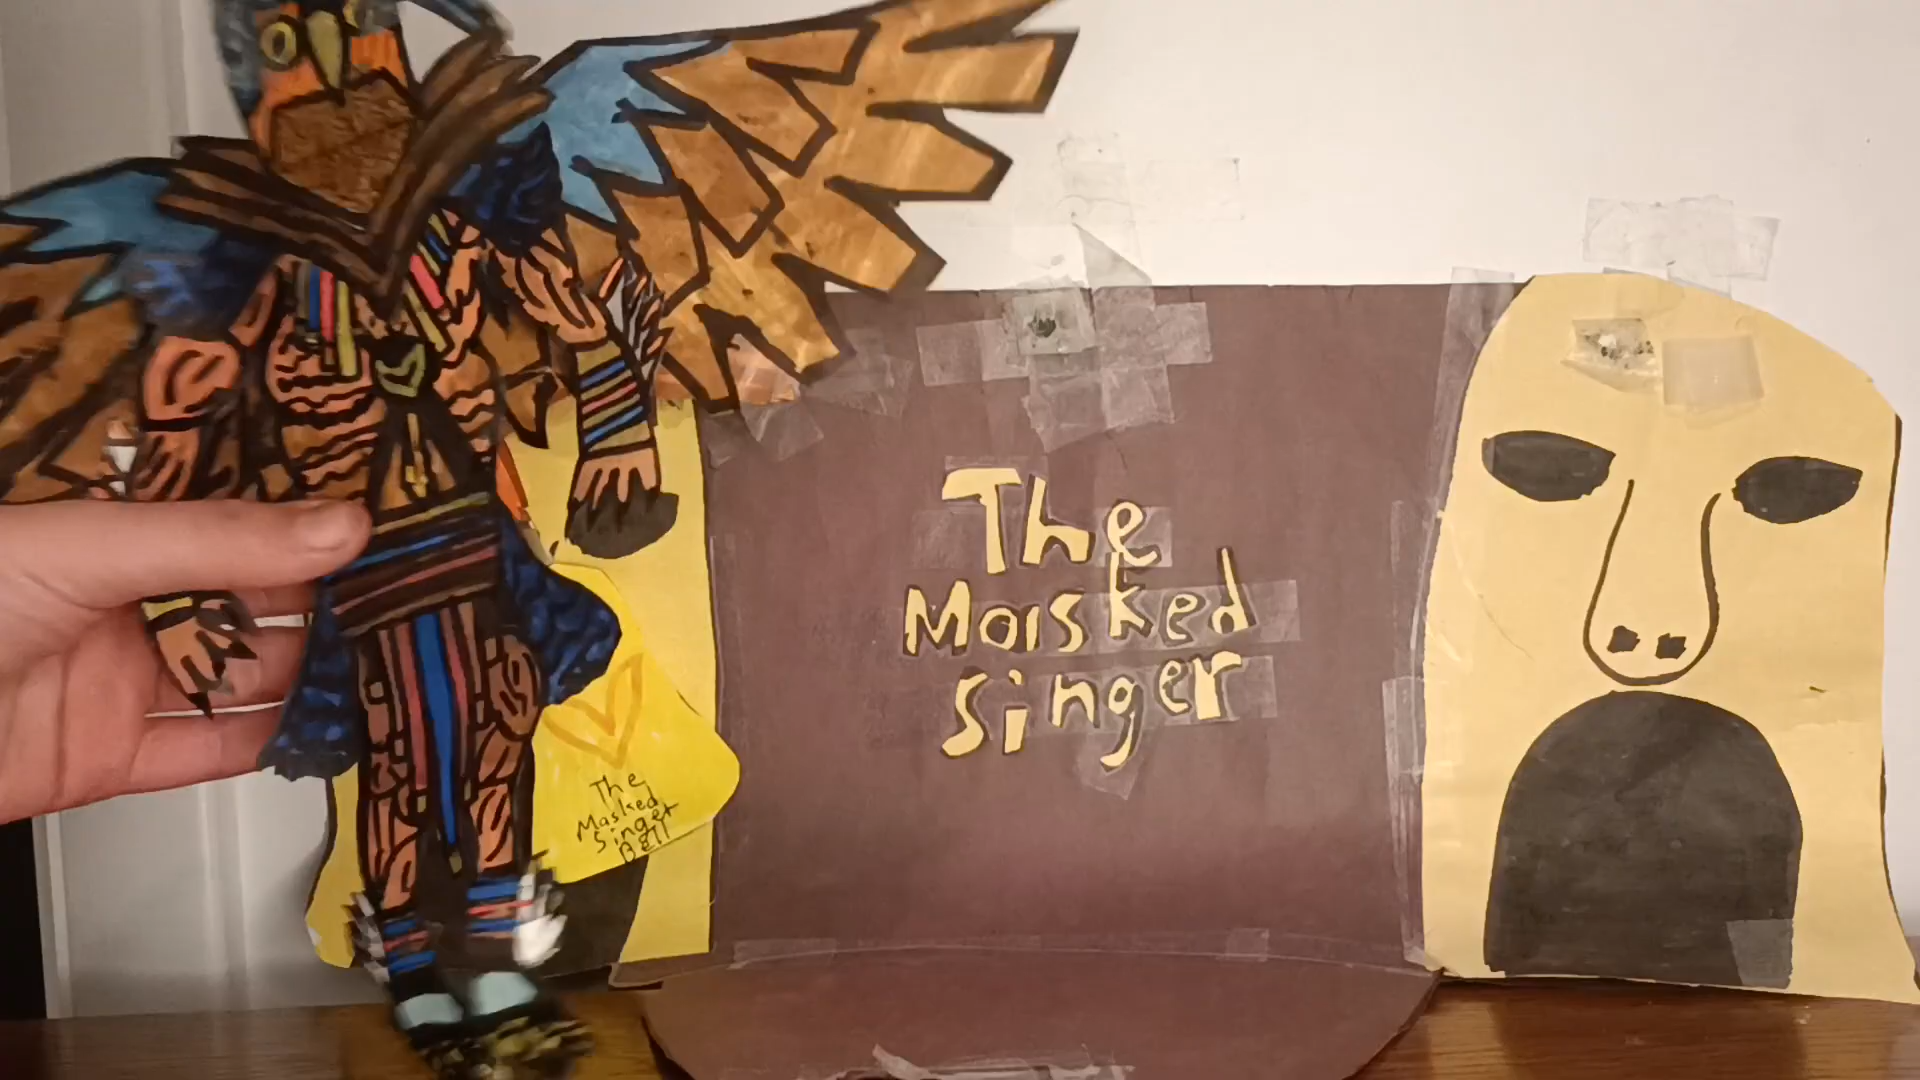 The
Masked
Singer
The
Masked
Singer
Bell